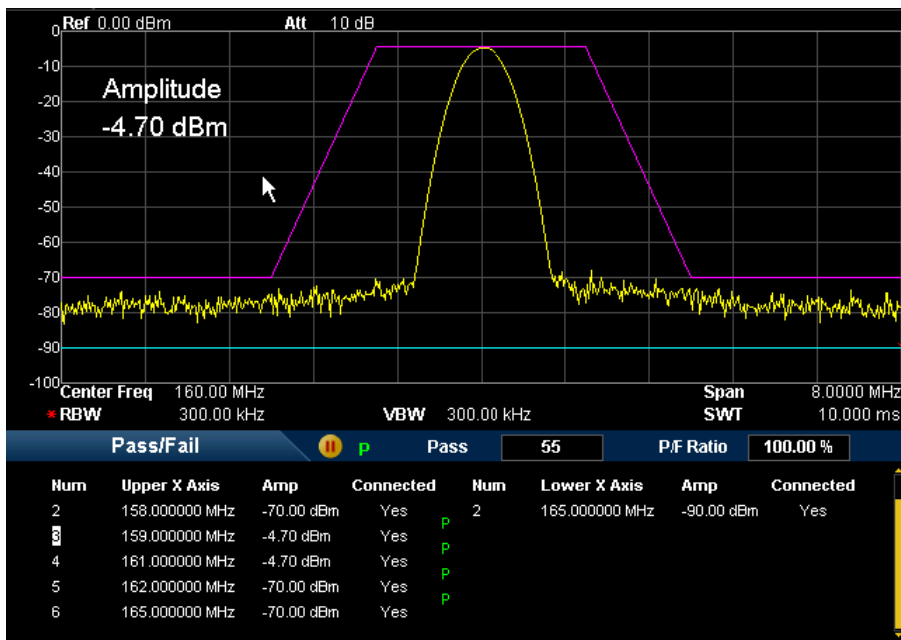 Ref 0.00 dBm Att 10 dB
0
-10
-20
-30
-40
-50
-60
-70
-80
-90
-100
Amplitude
-4.70 dBm
Center Freq 160.00 MHz Span 8.0000 MHz
* RBW 300.00 kHz VBW 300.00 kHz SWT 10.000 ms
Pass/Fail P Pass 55 P/F Ratio 100.00 %
Num Upper X Axis Amp Connected Num Lower X Axis Amp Connected
2 158.000000 MHz -70.00 dBm Yes 2 165.000000 MHz -90.00 dBm Yes
P
3 159.000000 MHz -4.70 dBm Yes
P
4 161.000000 MHz -4.70 dBm Yes
P
5 162.000000 MHz -70.00 dBm Yes
P
6 165.000000 MHz -70.00 dBm Yes